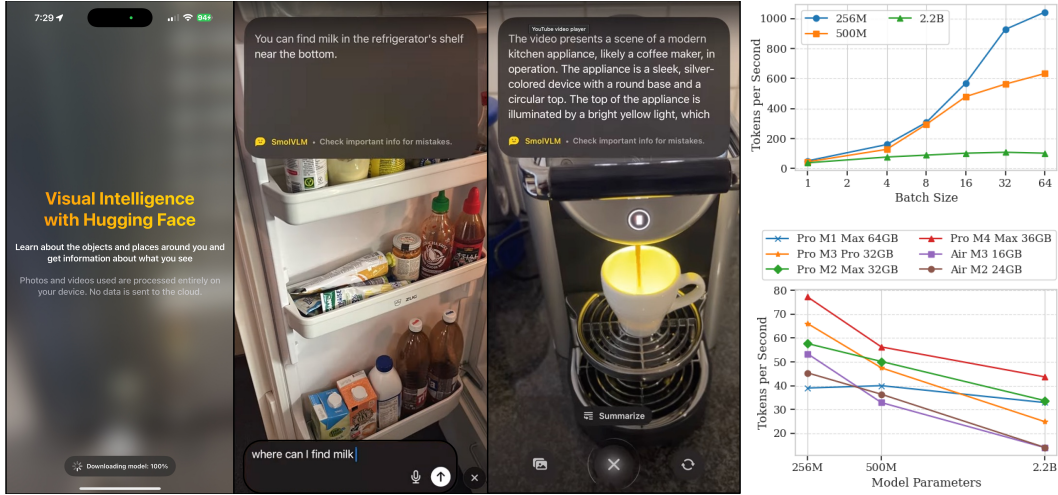 7:29
94+
Visual Intelligence
with Hugging Face
Learn about the objects and places around you and
get information about what you see
Photos and videos used are processed entirely on
your device. No data is sent to the cloud.
Downloading model: 100%
You can find milk in the refrigerator's shelf
near the bottom.
SmolVLM • Check important info for mistakes.
where can I find milk
YouTube video player
The video presents a scene of a modern
kitchen appliance, likely a coffee maker, in
operation. The appliance is a sleek, silver-
colored device with a round base and a
circular top. The top of the appliance is
illuminated by a bright yellow light, which
SmolVLM • Check important info for mistakes.
Summarize
256M
2.2B
500M
Tokens per Second
1000
800
600
400
200
0
1 2 4 8 16 32 64
Batch Size
Pro M1 Max 64GB
Pro M4 Max 36GB
Pro M3 Pro 32GB
Air M3 16GB
Pro M2 Max 32GB
Air M2 24GB
Tokens per Second
80
70
60
50
40
30
20
256M 500M 2.2B
Model Parameters